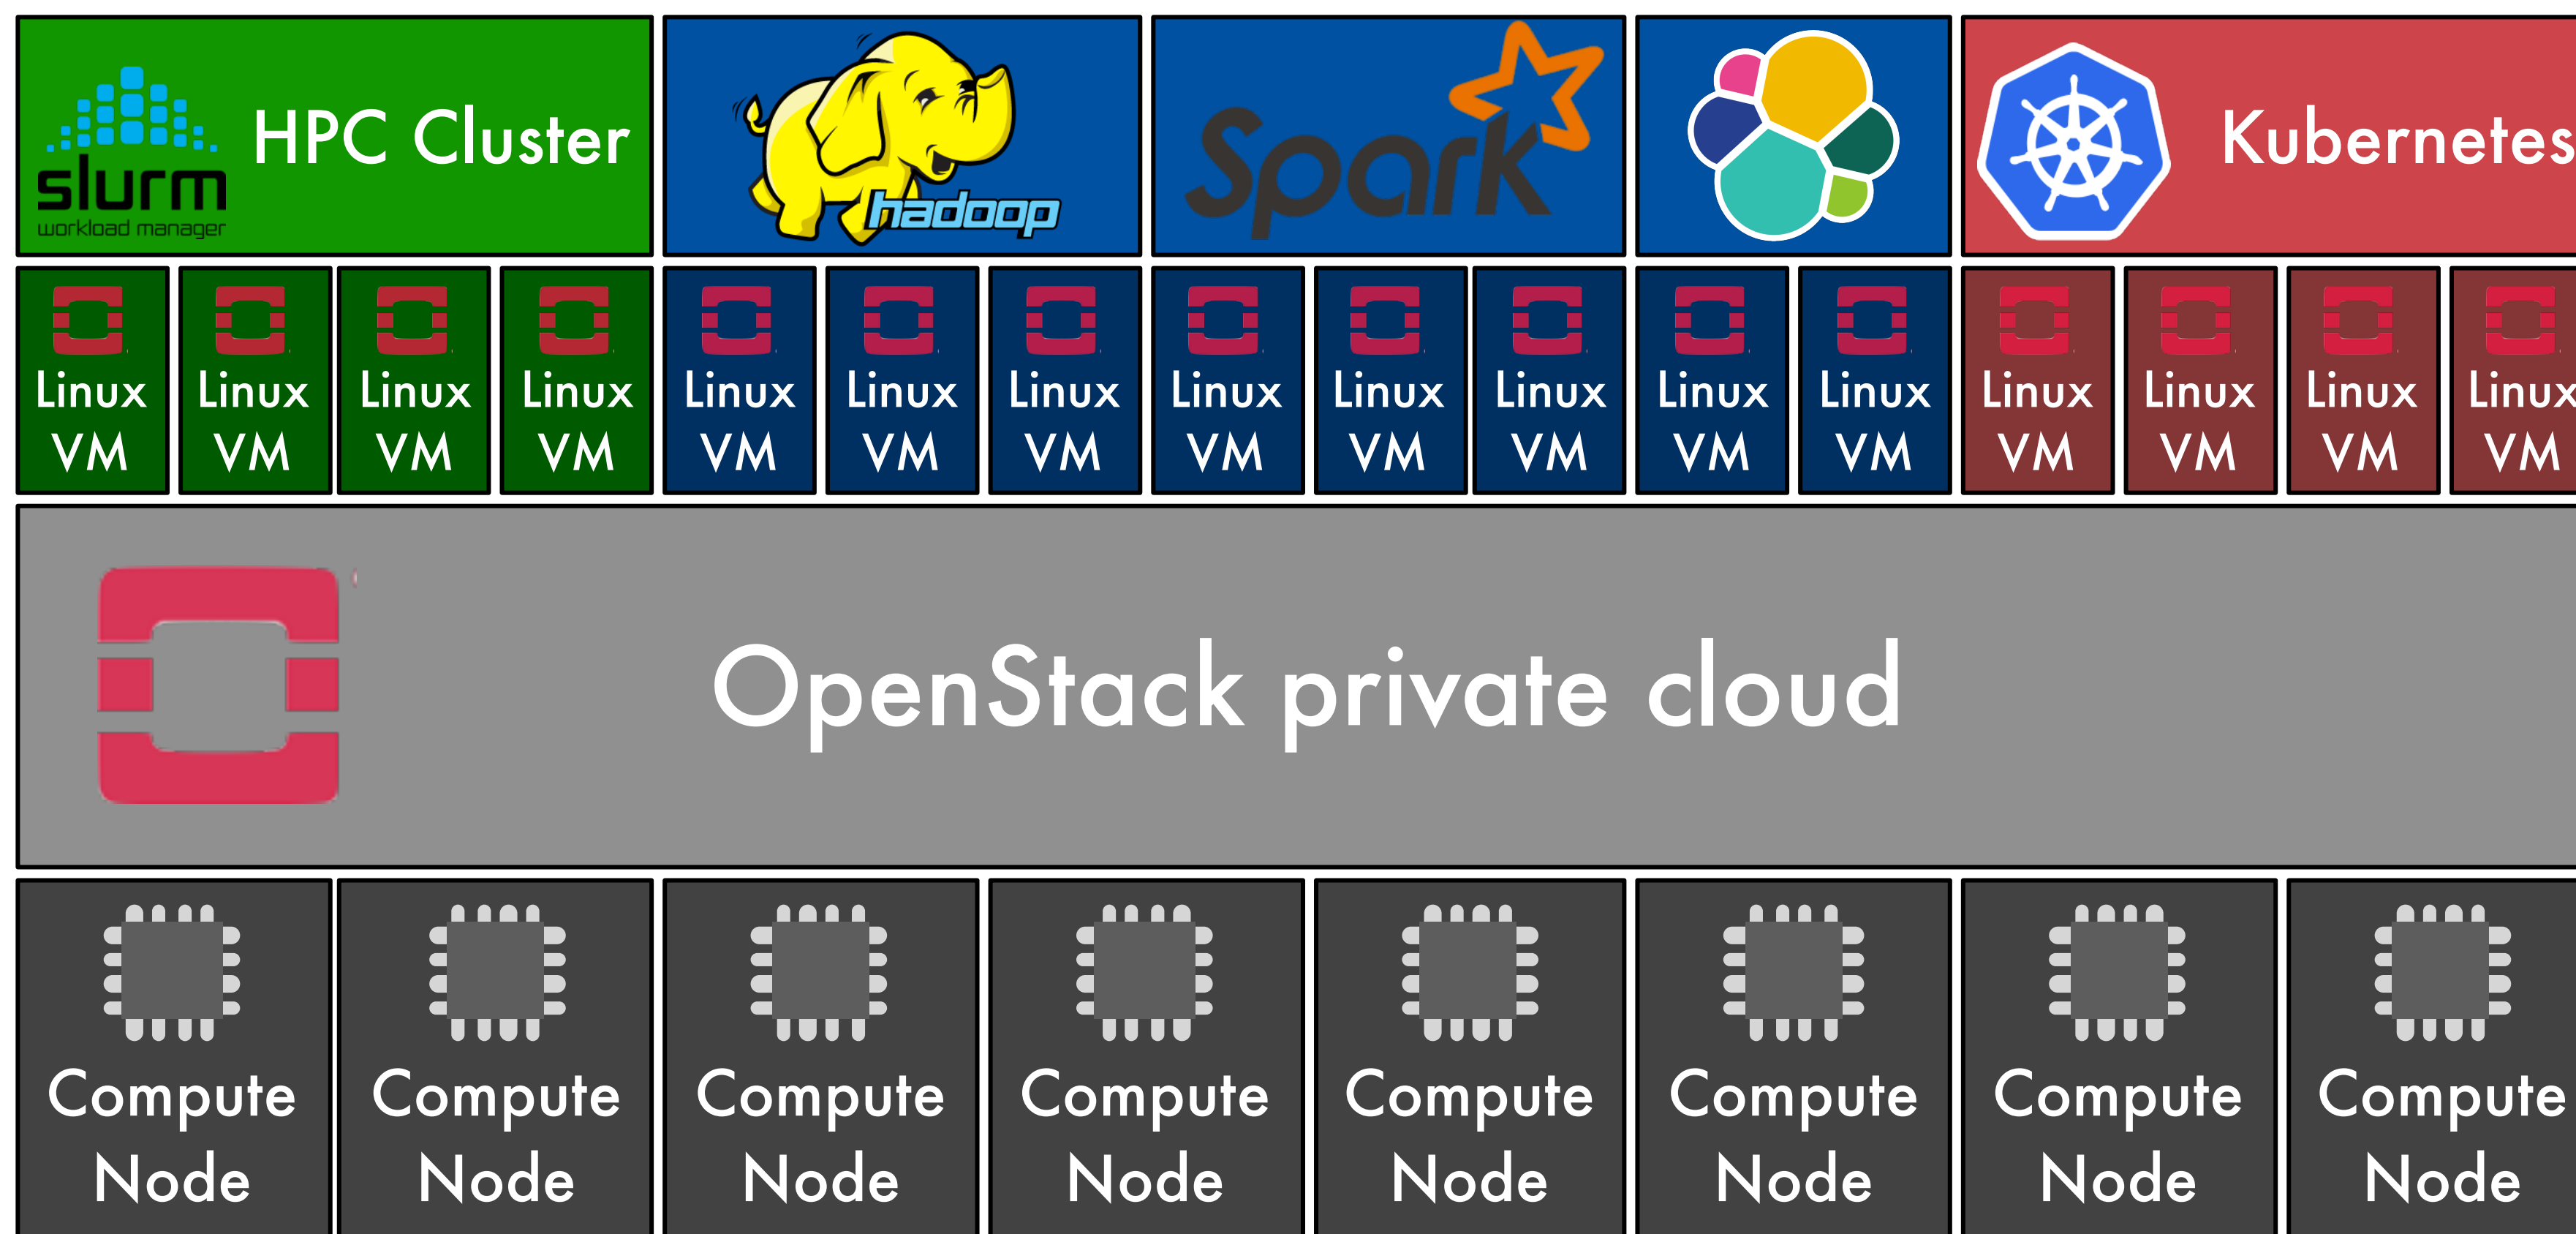 slurm
workload manager
HPC Cluster
hadoop
Spark
Kubernetes
Linux
VM
Linux
VM
Linux
VM
Linux
VM
Linux
VM
Linux
VM
Linux
VM
Linux
VM
Linux
VM
Linux
VM
Linux
VM
Linux
VM
Linux
VM
Linux
VM
Linux
VM
Linux
VM
OpenStack private cloud
Compute
Node
Compute
Node
Compute
Node
Compute
Node
Compute
Node
Compute
Node
Compute
Node
Compute
Node